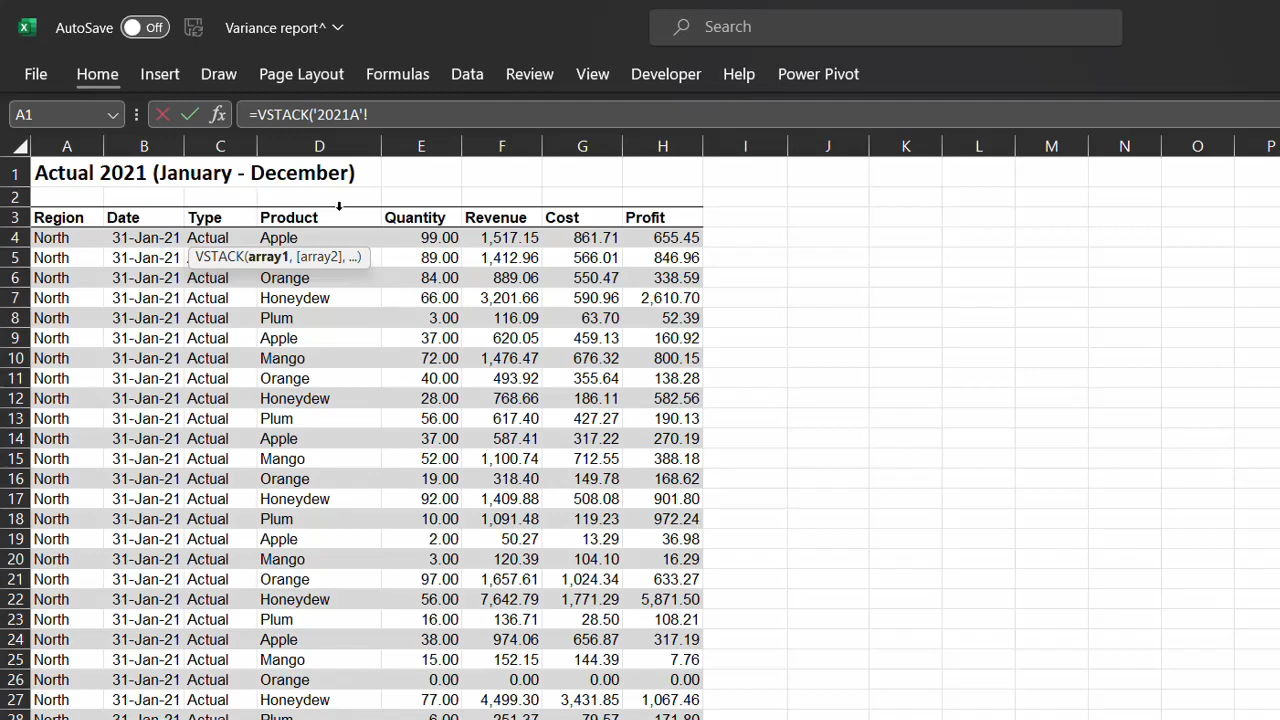 AutoSave Off Variance report^ Search
File Home Insert Draw Page Layout Formulas Data Review View Developer Help Power Pivot
A1 fx =VSTACK('2021A'!
A B C D E F G H I J K L M N O P
1 Actual 2021 (January - December)
2
3 Region Date Type Product Quantity Revenue Cost Profit
4 North 31-Jan-21 Actual Apple 99.00 1,517.15 861.71 655.45
5 North 31-Jan-21 VSTACK(array1, [array2], ...) 89.00 1,412.96 566.01 846.96
6 North 31-Jan-21 Actual Orange 84.00 889.06 550.47 338.59
7 North 31-Jan-21 Actual Honeydew 66.00 3,201.66 590.96 2,610.70
8 North 31-Jan-21 Actual Plum 3.00 116.09 63.70 52.39
9 North 31-Jan-21 Actual Apple 37.00 620.05 459.13 160.92
10 North 31-Jan-21 Actual Mango 72.00 1,476.47 676.32 800.15
11 North 31-Jan-21 Actual Orange 40.00 493.92 355.64 138.28
12 North 31-Jan-21 Actual Honeydew 28.00 768.66 186.11 582.56
13 North 31-Jan-21 Actual Plum 56.00 617.40 427.27 190.13
14 North 31-Jan-21 Actual Apple 37.00 587.41 317.22 270.19
15 North 31-Jan-21 Actual Mango 52.00 1,100.74 712.55 388.18
16 North 31-Jan-21 Actual Orange 19.00 318.40 149.78 168.62
17 North 31-Jan-21 Actual Honeydew 92.00 1,409.88 508.08 901.80
18 North 31-Jan-21 Actual Plum 10.00 1,091.48 119.23 972.24
19 North 31-Jan-21 Actual Apple 2.00 50.27 13.29 36.98
20 North 31-Jan-21 Actual Mango 3.00 120.39 104.10 16.29
21 North 31-Jan-21 Actual Orange 97.00 1,657.61 1,024.34 633.27
22 North 31-Jan-21 Actual Honeydew 56.00 7,642.79 1,771.29 5,871.50
23 North 31-Jan-21 Actual Plum 16.00 136.71 28.50 108.21
24 North 31-Jan-21 Actual Apple 38.00 974.06 656.87 317.19
25 North 31-Jan-21 Actual Mango 15.00 152.15 144.39 7.76
26 North 31-Jan-21 Actual Orange 0.00 0.00 0.00 0.00
27 North 31-Jan-21 Actual Honeydew 77.00 4,499.30 3,431.85 1,067.46
28 North 31-Jan-21 Actual Plum 6.00 251.37 79.57 171.80